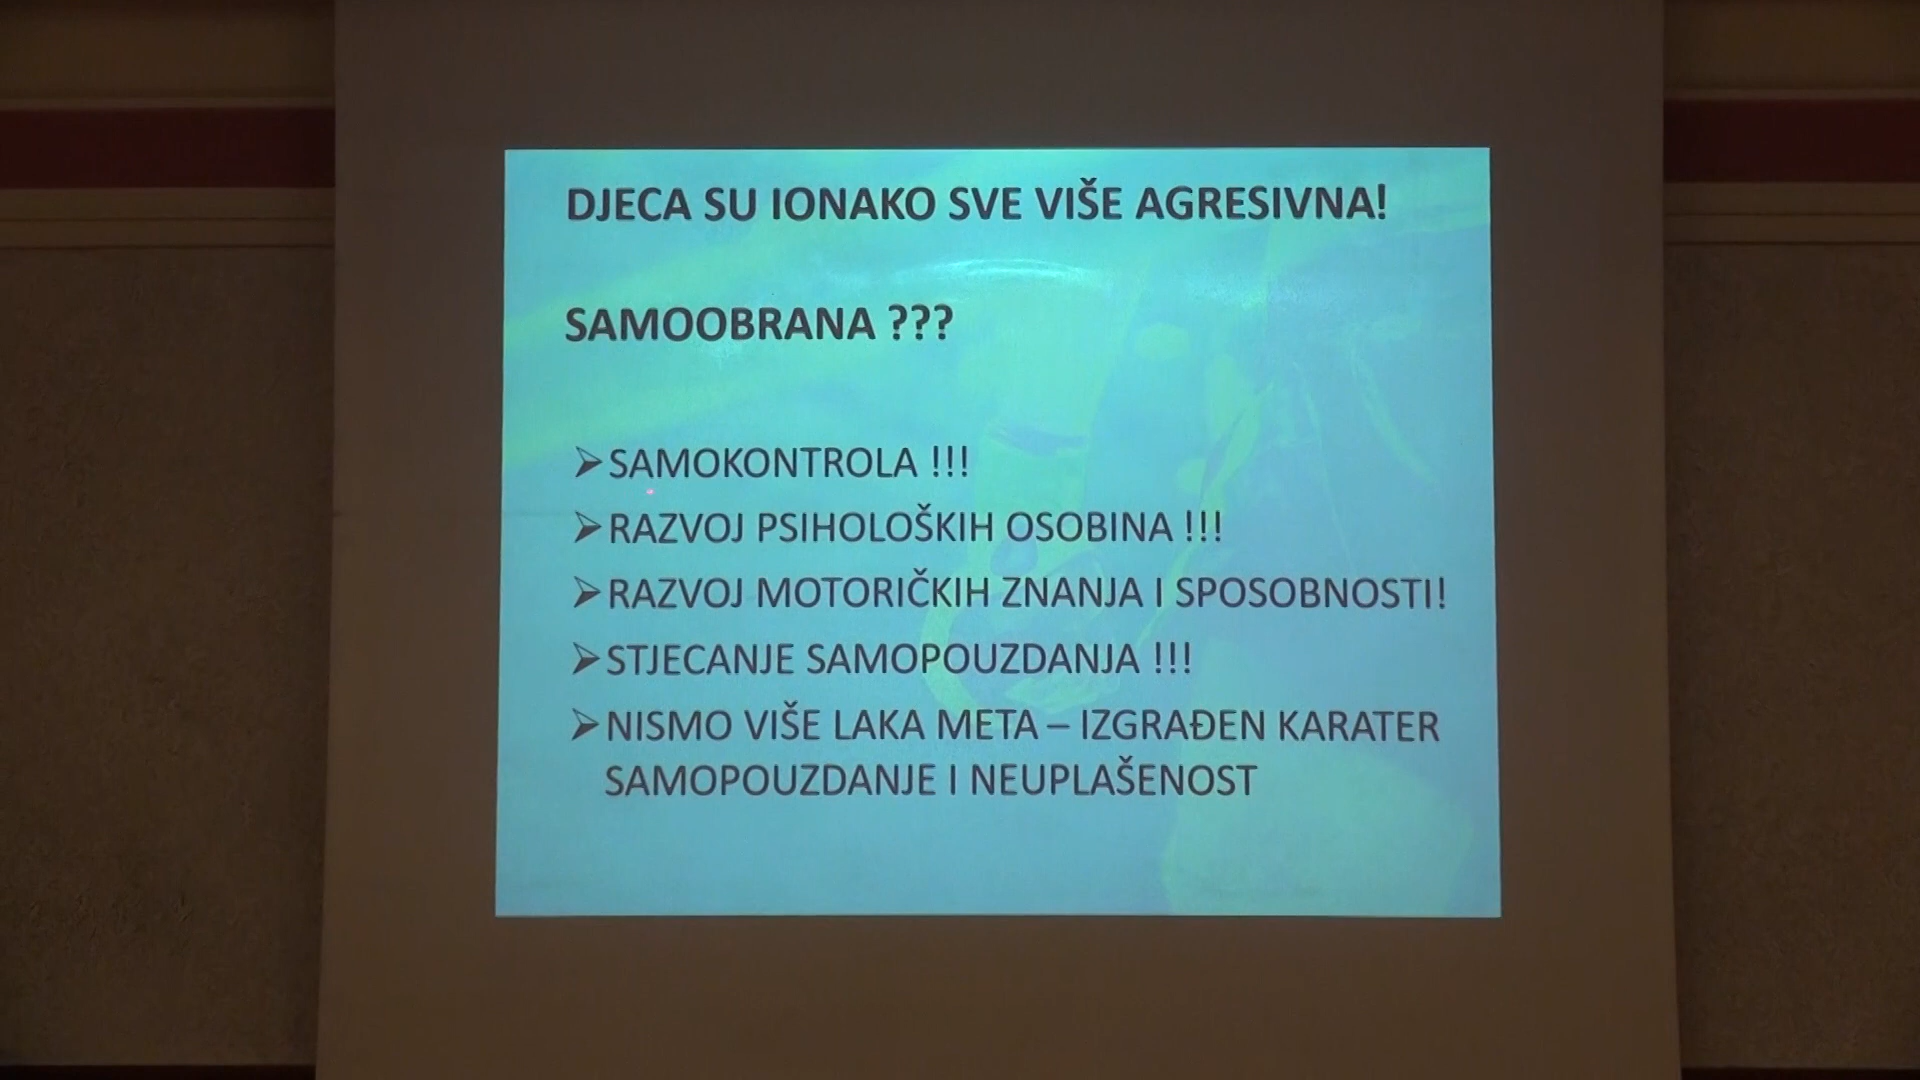 DJECA SU IONAKO SVE VIŠE AGRESIVNA!
SAMOOBRANA ???
➢SAMOKONTROLA !!!
➢RAZVOJ PSIHOLOŠKIH OSOBINA !!!
➢RAZVOJ MOTORIČKIH ZNANJA I SPOSOBNOSTI!
➢STJECANJE SAMOPOUZDANJA !!!
➢NISMO VIŠE LAKA META – IZGRAĐEN KARATER
SAMOPOUZDANJE I NEUPLAŠENOST